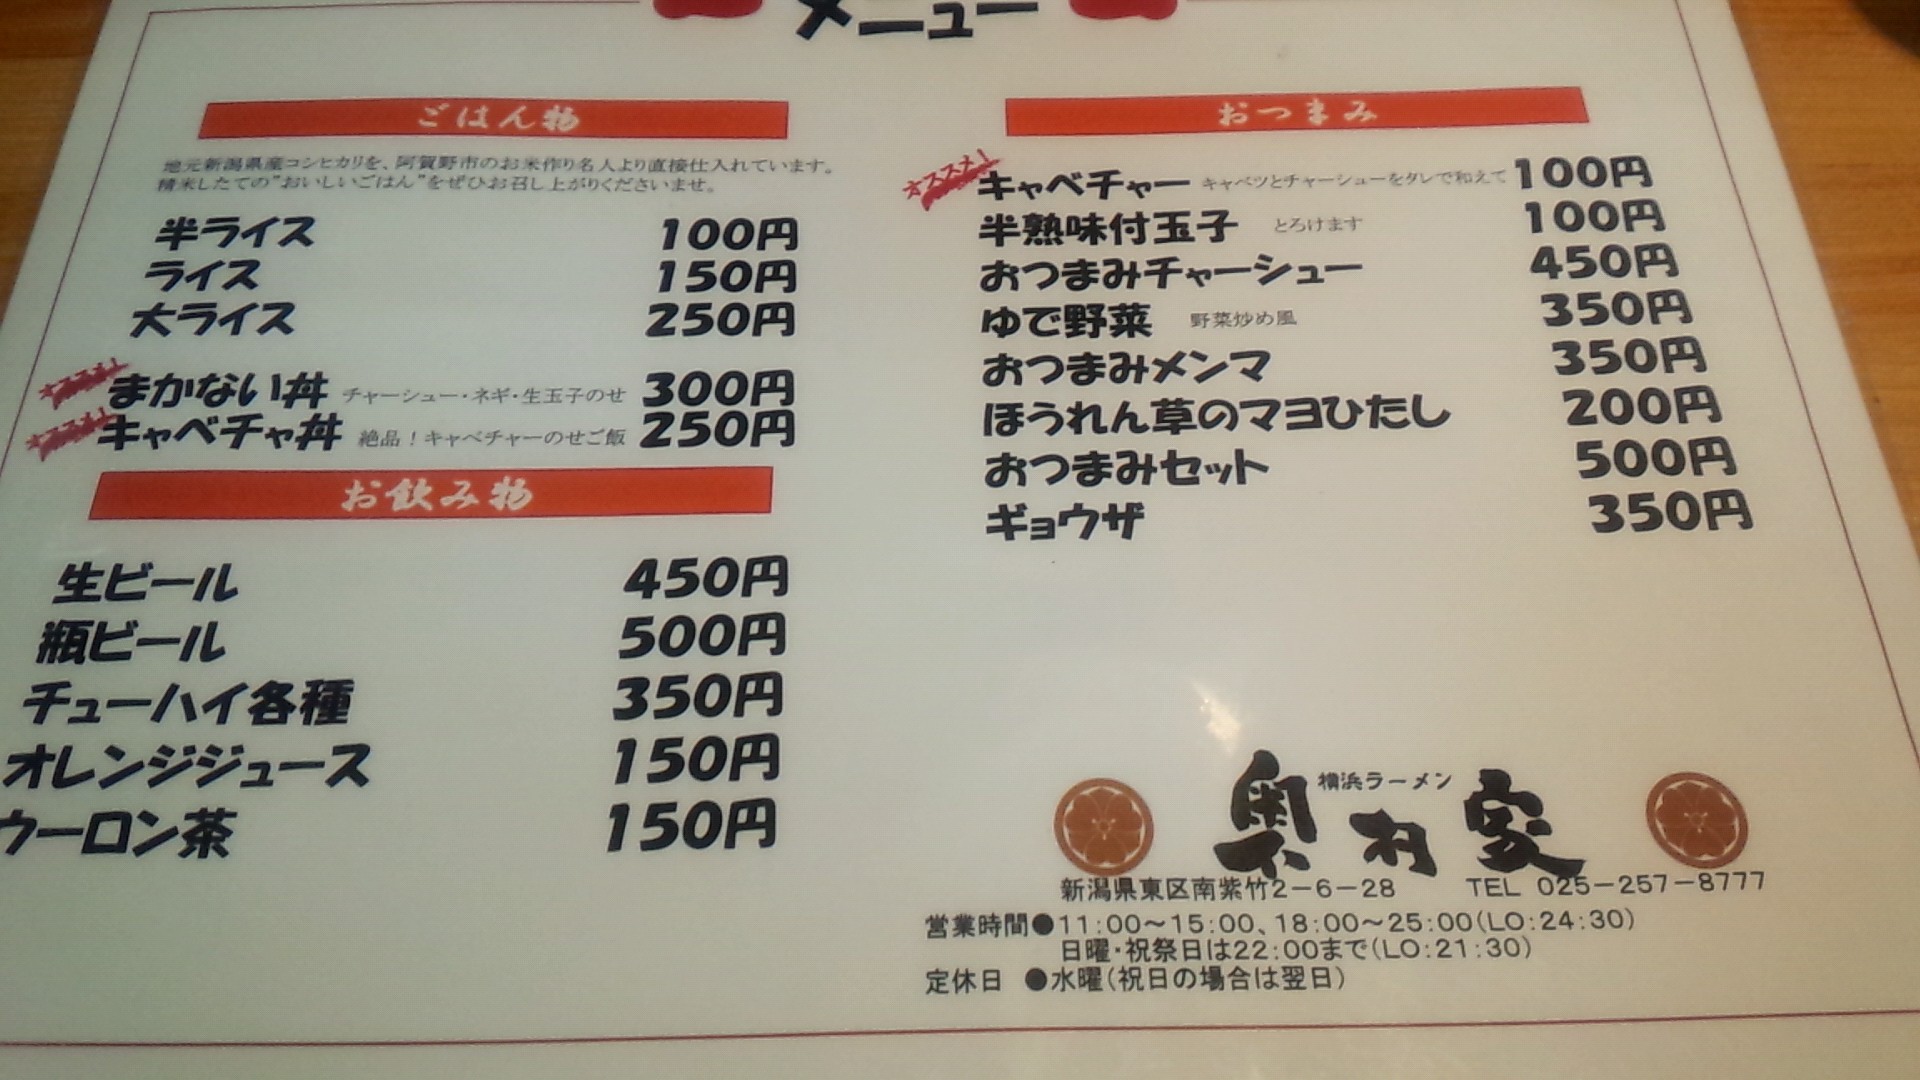 メニュー
ごはん物
地元新潟県産コシヒカリを、阿賀野市のお米作り名人より直接仕入れています。
精米したての"おいしいごはん"をぜひお召し上がりくださいませ。
半ライス 100円
ライス 150円
大ライス 250円
オススメ! まかない丼 チャーシュー・ネギ・生玉子のせ 300円
オススメ! キャベチャ丼 絶品!キャベチャーのせご飯 250円
お飲み物
生ビール 450円
瓶ビール 500円
チューハイ各種 350円
オレンジジュース 150円
ウーロン茶 150円
おつまみ
オススメ! キャベチャー キャベツとチャーシューをタレで和えて 100円
半熟味付玉子 とろけます 100円
おつまみチャーシュー 450円
ゆで野菜 野菜炒め風 350円
おつまみメンマ 350円
ほうれん草のマヨひたし 200円
おつまみセット 500円
ギョウザ 350円
横浜ラーメン
奥村家
新潟県東区南紫竹2-6-28 TEL 025-257-8777
営業時間●11:00~15:00、18:00~25:00(LO:24:30)
日曜・祝祭日は22:00まで(LO:21:30)
定休日 ●水曜(祝日の場合は翌日)